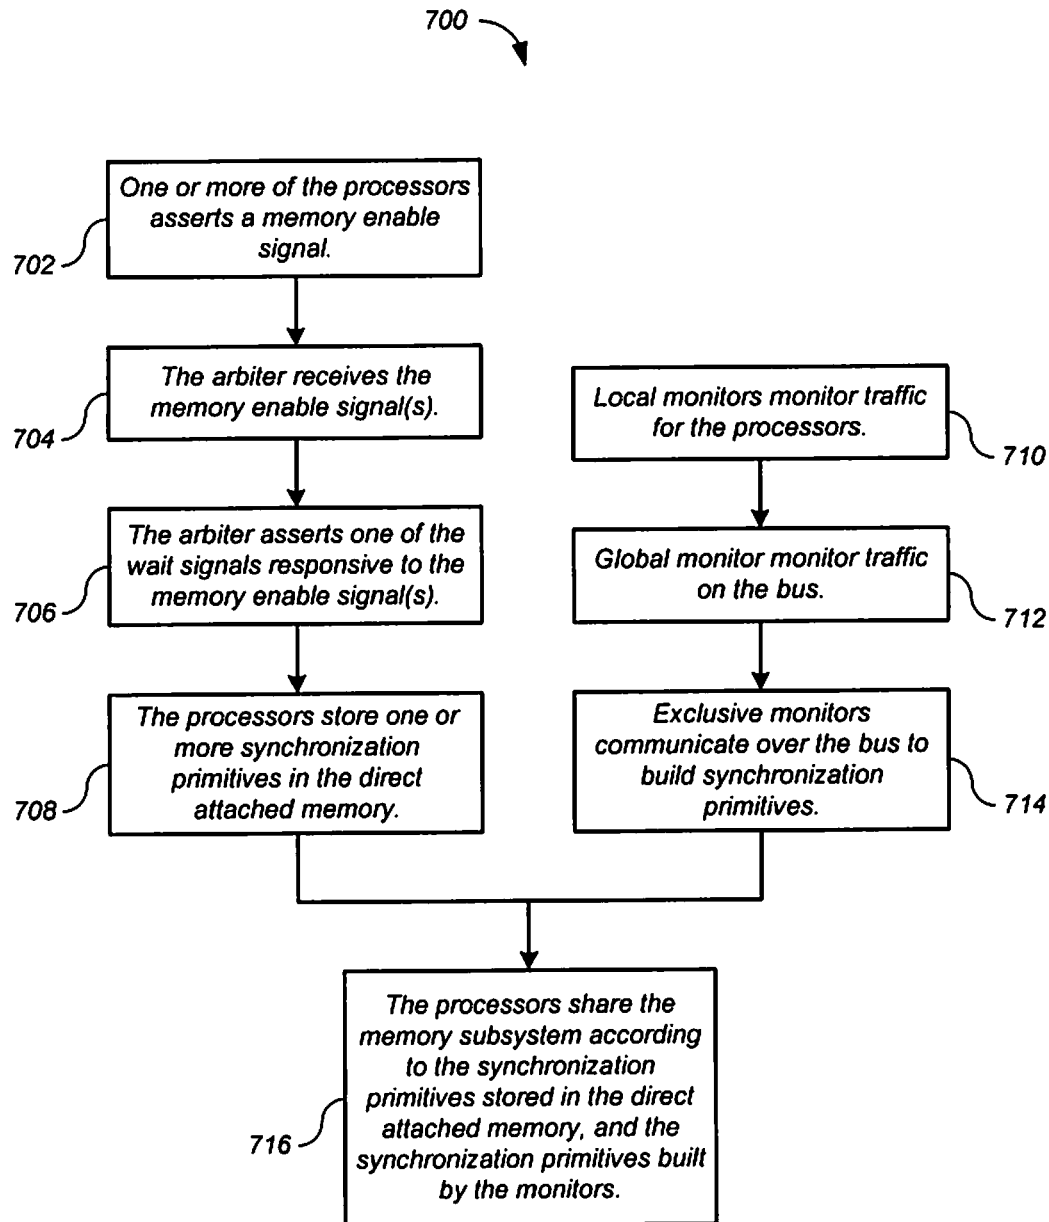 700
One or more of the processors
asserts a memory enable
signal.
702
The arbiter receives the
memory enable signal(s).
704
The arbiter asserts one of the
wait signals responsive to the
memory enable signal(s).
706
The processors store one or
more synchronization
primitives in the direct
attached memory.
708
Local monitors monitor traffic
for the processors.
710
Global monitor monitor traffic
on the bus.
712
Exclusive monitors
communicate over the bus to
build synchronization
primitives.
714
The processors share the
memory subsystem according
to the synchronization
primitives stored in the direct
attached memory, and the
synchronization primitives built
by the monitors.
716